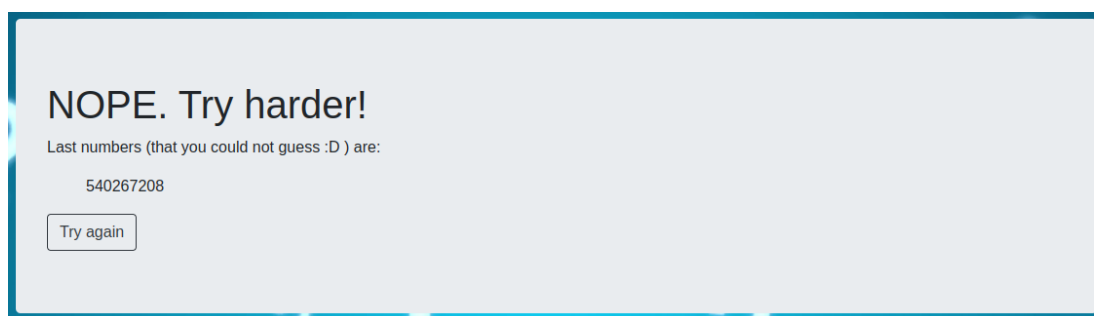 NOPE. Try harder!
Last numbers (that you could not guess :D ) are:
540267208
Try again